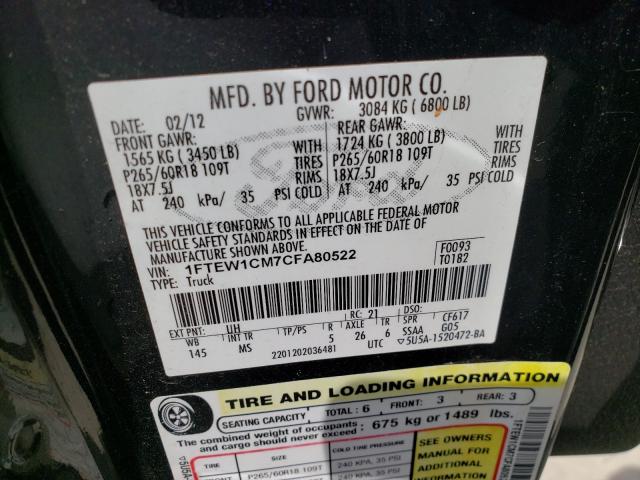 MFD. BY FORD MOTOR CO.
DATE: 02/12 GVWR: 3084 KG ( 6800 LB)
FRONT GAWR: REAR GAWR:
1565 KG ( 3450 LB) WITH 1724 KG ( 3800 LB) WITH
P265/60R18 109T TIRES P265/60R18 109T TIRES
18X7.5J RIMS 18X7.5J RIMS
AT 240 kPa/ 35 PSI COLD AT 240 kPa/ 35 PSI COLD
THIS VEHICLE CONFORMS TO ALL APPLICABLE FEDERAL MOTOR
VEHICLE SAFETY STANDARDS IN EFFECT ON THE DATE OF
MANUFACTURE SHOWN ABOVE.
VIN: 1FTEW1CM7CFA80522 F0093
TYPE: Truck T0182
EXT PNT: UH RC: 21 DSO: CF617
WB INT TR TP/PS R AXLE TR SPR G05
145 MS 5 26 6 SSAA
2201202036481 UTC 5U5A-1520472-BA
TIRE AND LOADING INFORMATION
SEATING CAPACITY TOTAL : 6 FRONT : 3 REAR: 3
The combined weight of occupants : 675 kg or 1489 lbs.
and cargo should never exceed
TIRE SIZE COLD TIRE PRESSURE
FRONT P265/60R18 109T 240 KPA, 35 PSI
SEE OWNERS
MANUAL FOR
ADDITIONAL